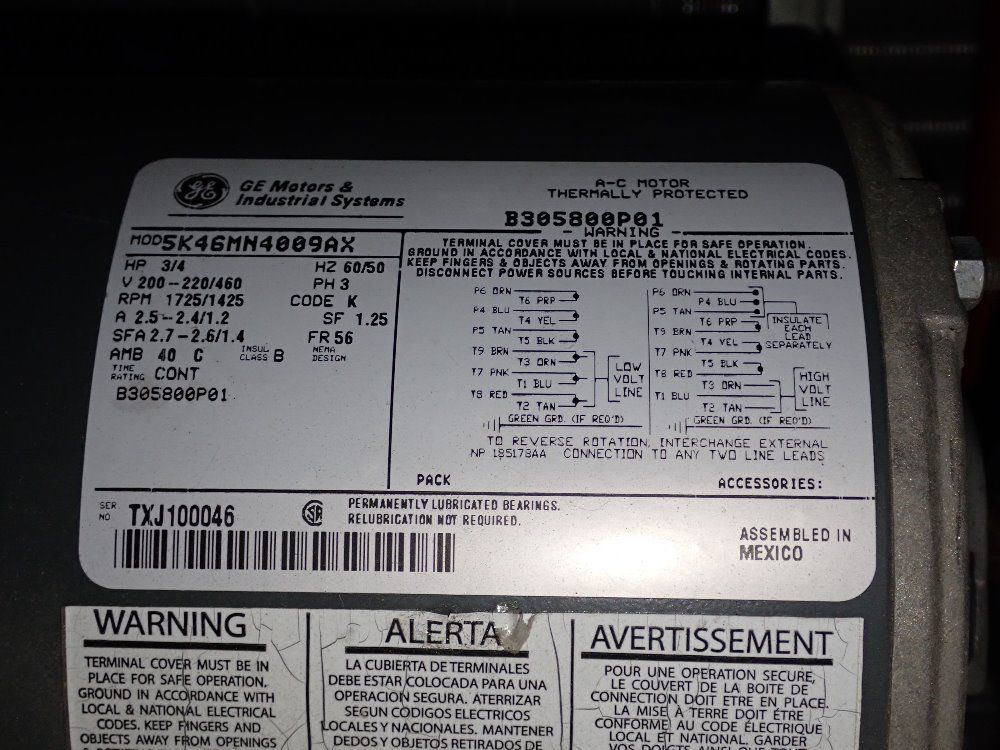 GE
GE Motors &
Industrial Systems
A-C MOTOR
THERMALLY PROTECTED
B305800P01
MOD 5K46MN4009AX
HP 3/4 HZ 60/50
V 200-220/460 PH 3
RPM 1725/1425 CODE K
A 2.5-2.4/1.2 SF 1.25
SFA 2.7-2.6/1.4 FR 56
AMB 40 C INSUL CLASS B NEMA DESIGN
TIME RATING CONT
B305800P01
- WARNING -
TERMINAL COVER MUST BE IN PLACE FOR SAFE OPERATION.
GROUND IN ACCORDANCE WITH LOCAL & NATIONAL ELECTRICAL CODES.
KEEP FINGERS & OBJECTS AWAY FROM OPENINGS & ROTATING PARTS.
DISCONNECT POWER SOURCES BEFORE TOUCHING INTERNAL PARTS.
P6 ORN
T6 PRP
P4 BLU
T4 YEL
P5 TAN
T5 BLK
T9 BRN
T3 ORN
T7 PNK
T1 BLU
T8 RED
T2 TAN
LOW
VOLT
LINE
GREEN GRD. (IF REQ'D)
P6 ORN
P4 BLU
P5 TAN
T6 PRP
T9 BRN
T4 YEL
T7 PNK
T5 BLK
T8 RED
T3 ORN
T1 BLU
T2 TAN
INSULATE
EACH
LEAD
SEPARATELY
HIGH
VOLT
LINE
GREEN GRD. (IF REQ'D)
TO REVERSE ROTATION, INTERCHANGE EXTERNAL
NP 185178AA CONNECTION TO ANY TWO LINE LEADS
PACK ACCESSORIES:
SER NO TXJ100046
PERMANENTLY LUBRICATED BEARINGS.
RELUBRICATION NOT REQUIRED.
ASSEMBLED IN
MEXICO
WARNING
TERMINAL COVER MUST BE IN
PLACE FOR SAFE OPERATION.
GROUND IN ACCORDANCE WITH
LOCAL & NATIONAL ELECTRICAL
CODES. KEEP FINGERS AND
OBJECTS AWAY FROM OPENINGS
ALERTA
LA CUBIERTA DE TERMINALES
DEBE ESTAR COLOCADA PARA UNA
OPERACION SEGURA. ATERRIZAR
SEGUN CODIGOS ELECTRICOS
LOCALES Y NACIONALES. MANTENER
DEDOS Y OBJETOS RETIRADOS DE
AVERTISSEMENT
POUR UNE OPERATION SECURE,
LE COUVERT DE LA BOITE DE
CONNECTION DOIT ETRE EN PLACE.
LA MISE À TERRE DOIT ÊTRE
CONFORME AU CODE ÉLECTRIQUE
LOCAL ET NATIONAL. GARDER